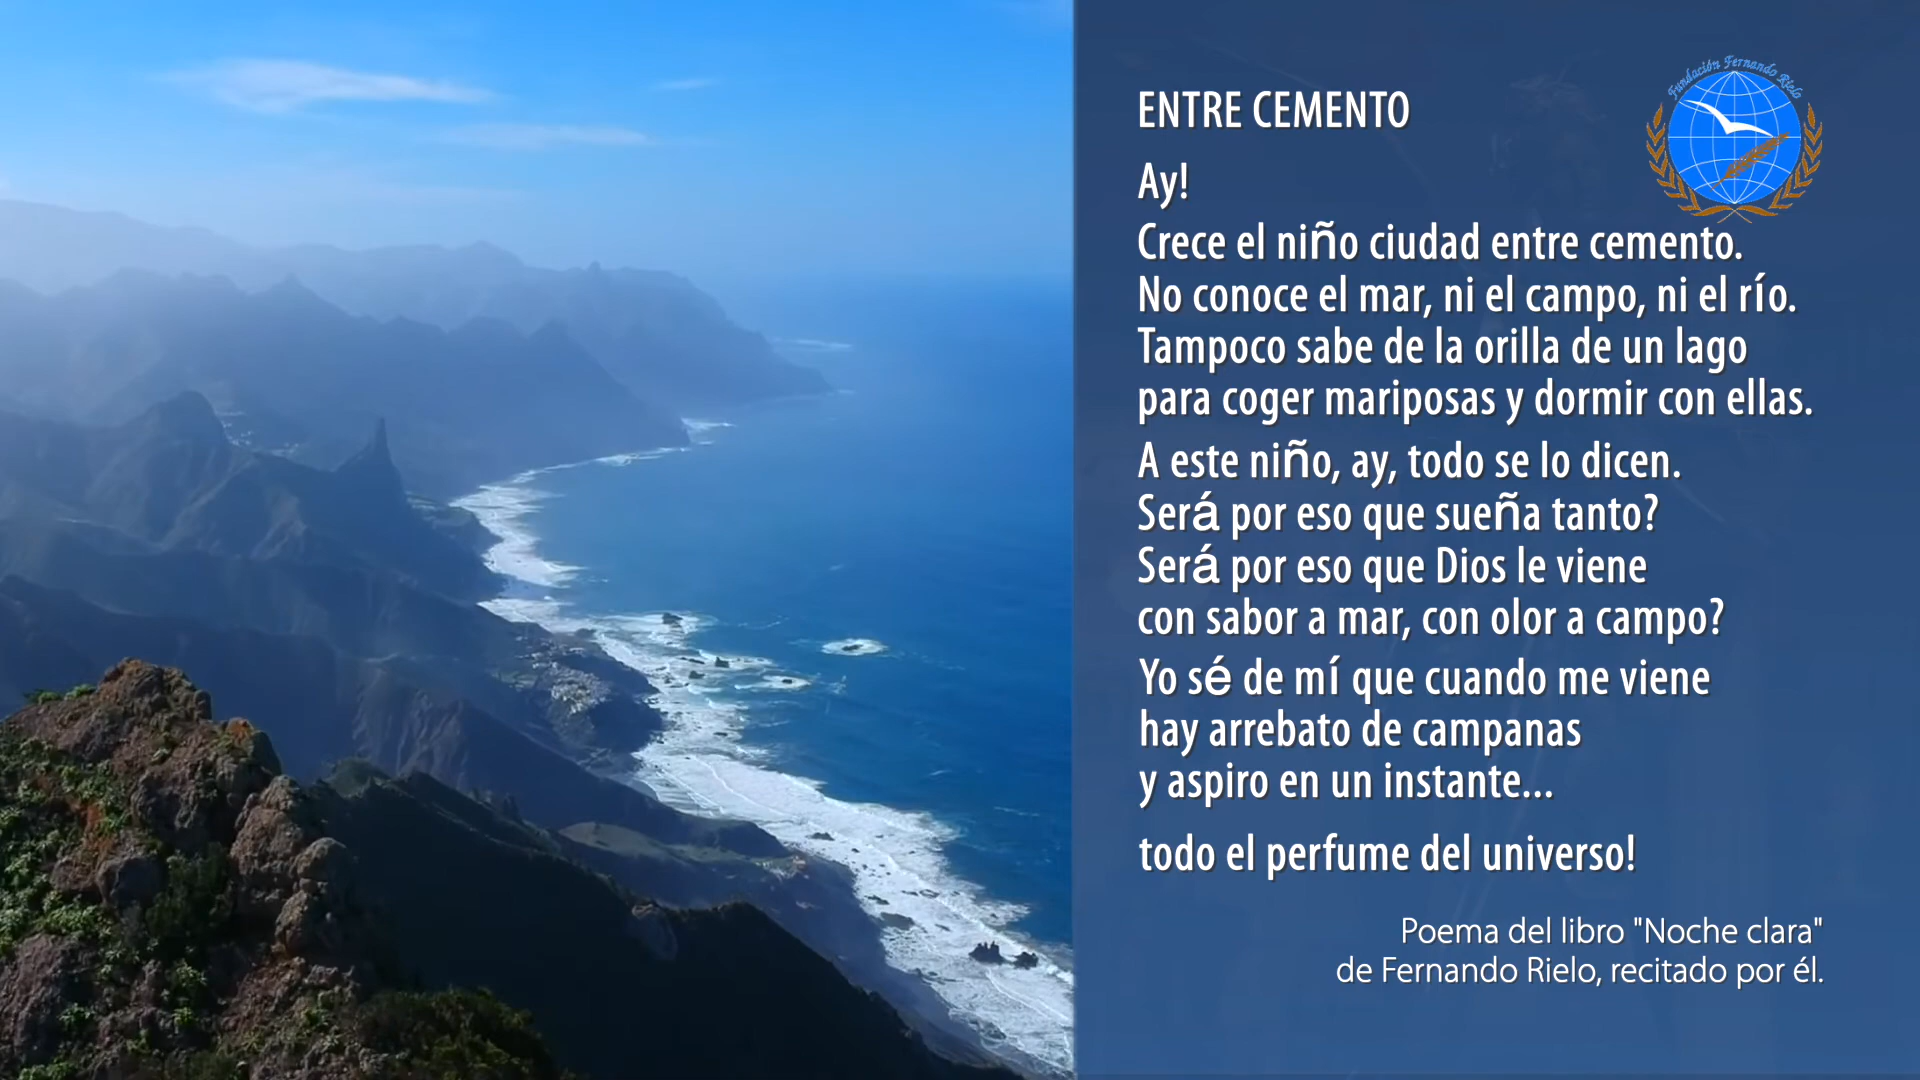 Fundación Fernando Rielo
ENTRE CEMENTO
Ay!
Crece el niño ciudad entre cemento.
No conoce el mar, ni el campo, ni el río.
Tampoco sabe de la orilla de un lago
para coger mariposas y dormir con ellas.
A este niño, ay, todo se lo dicen.
Será por eso que sueña tanto?
Será por eso que Dios le viene
con sabor a mar, con olor a campo?
Yo sé de mí que cuando me viene
hay arrebato de campanas
y aspiro en un instante...
todo el perfume del universo!
Poema del libro "Noche clara"
de Fernando Rielo, recitado por él.